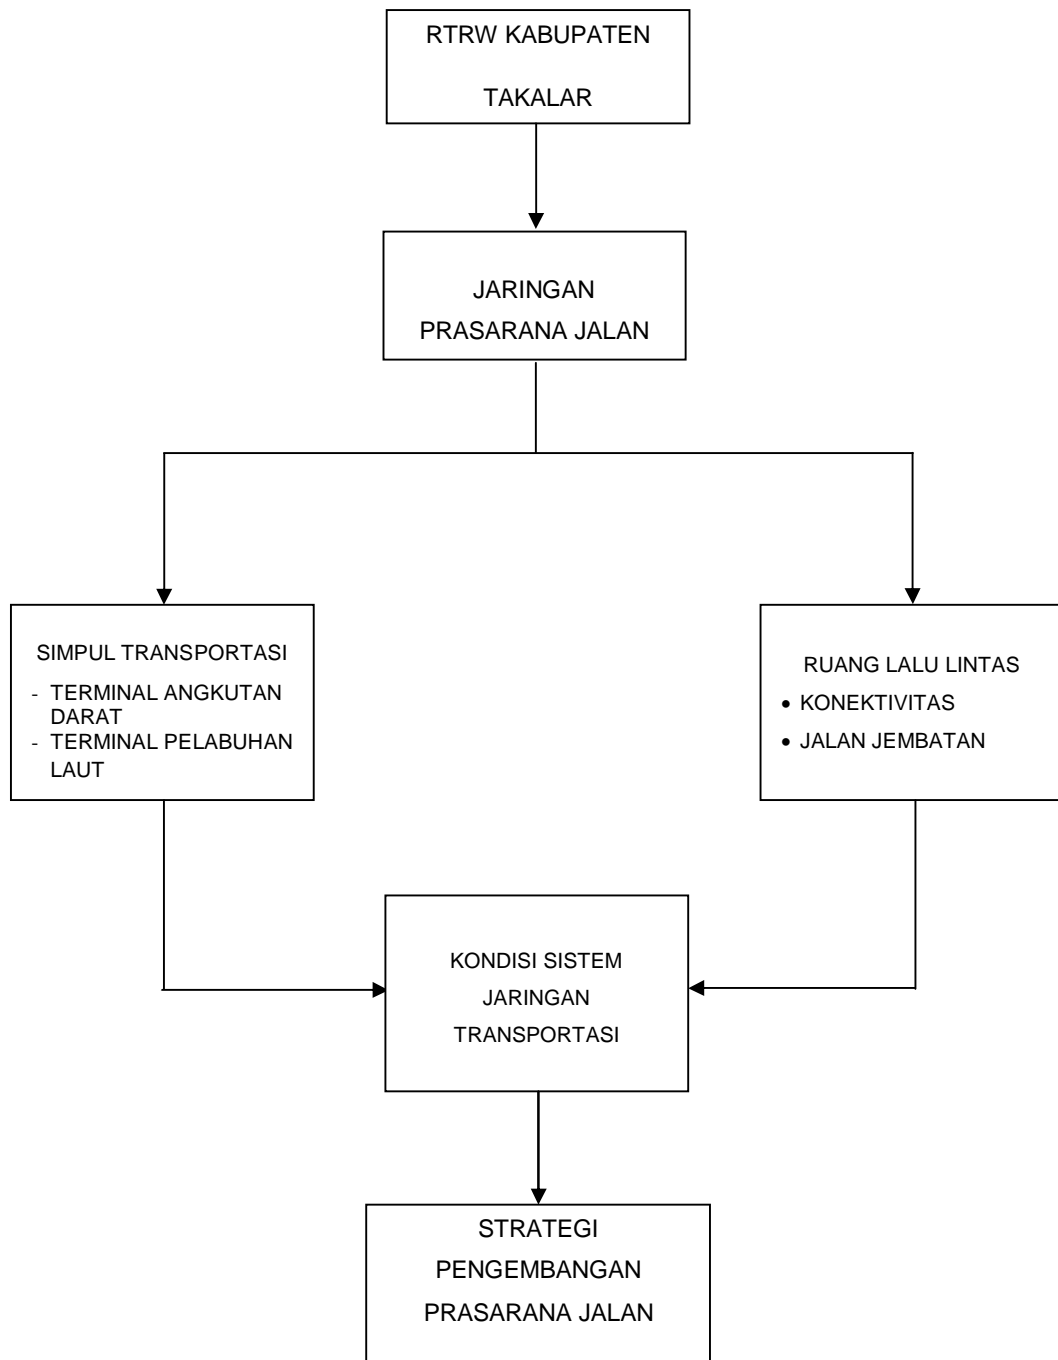 RTRW KABUPATEN
TAKALAR
JARINGAN
PRASARANA JALAN
SIMPUL TRANSPORTASI
- TERMINAL ANGKUTAN
DARAT
- TERMINAL PELABUHAN
LAUT
RUANG LALU LINTAS
• KONEKTIVITAS
• JALAN JEMBATAN
KONDISI SISTEM
JARINGAN
TRANSPORTASI
STRATEGI
PENGEMBANGAN
PRASARANA JALAN